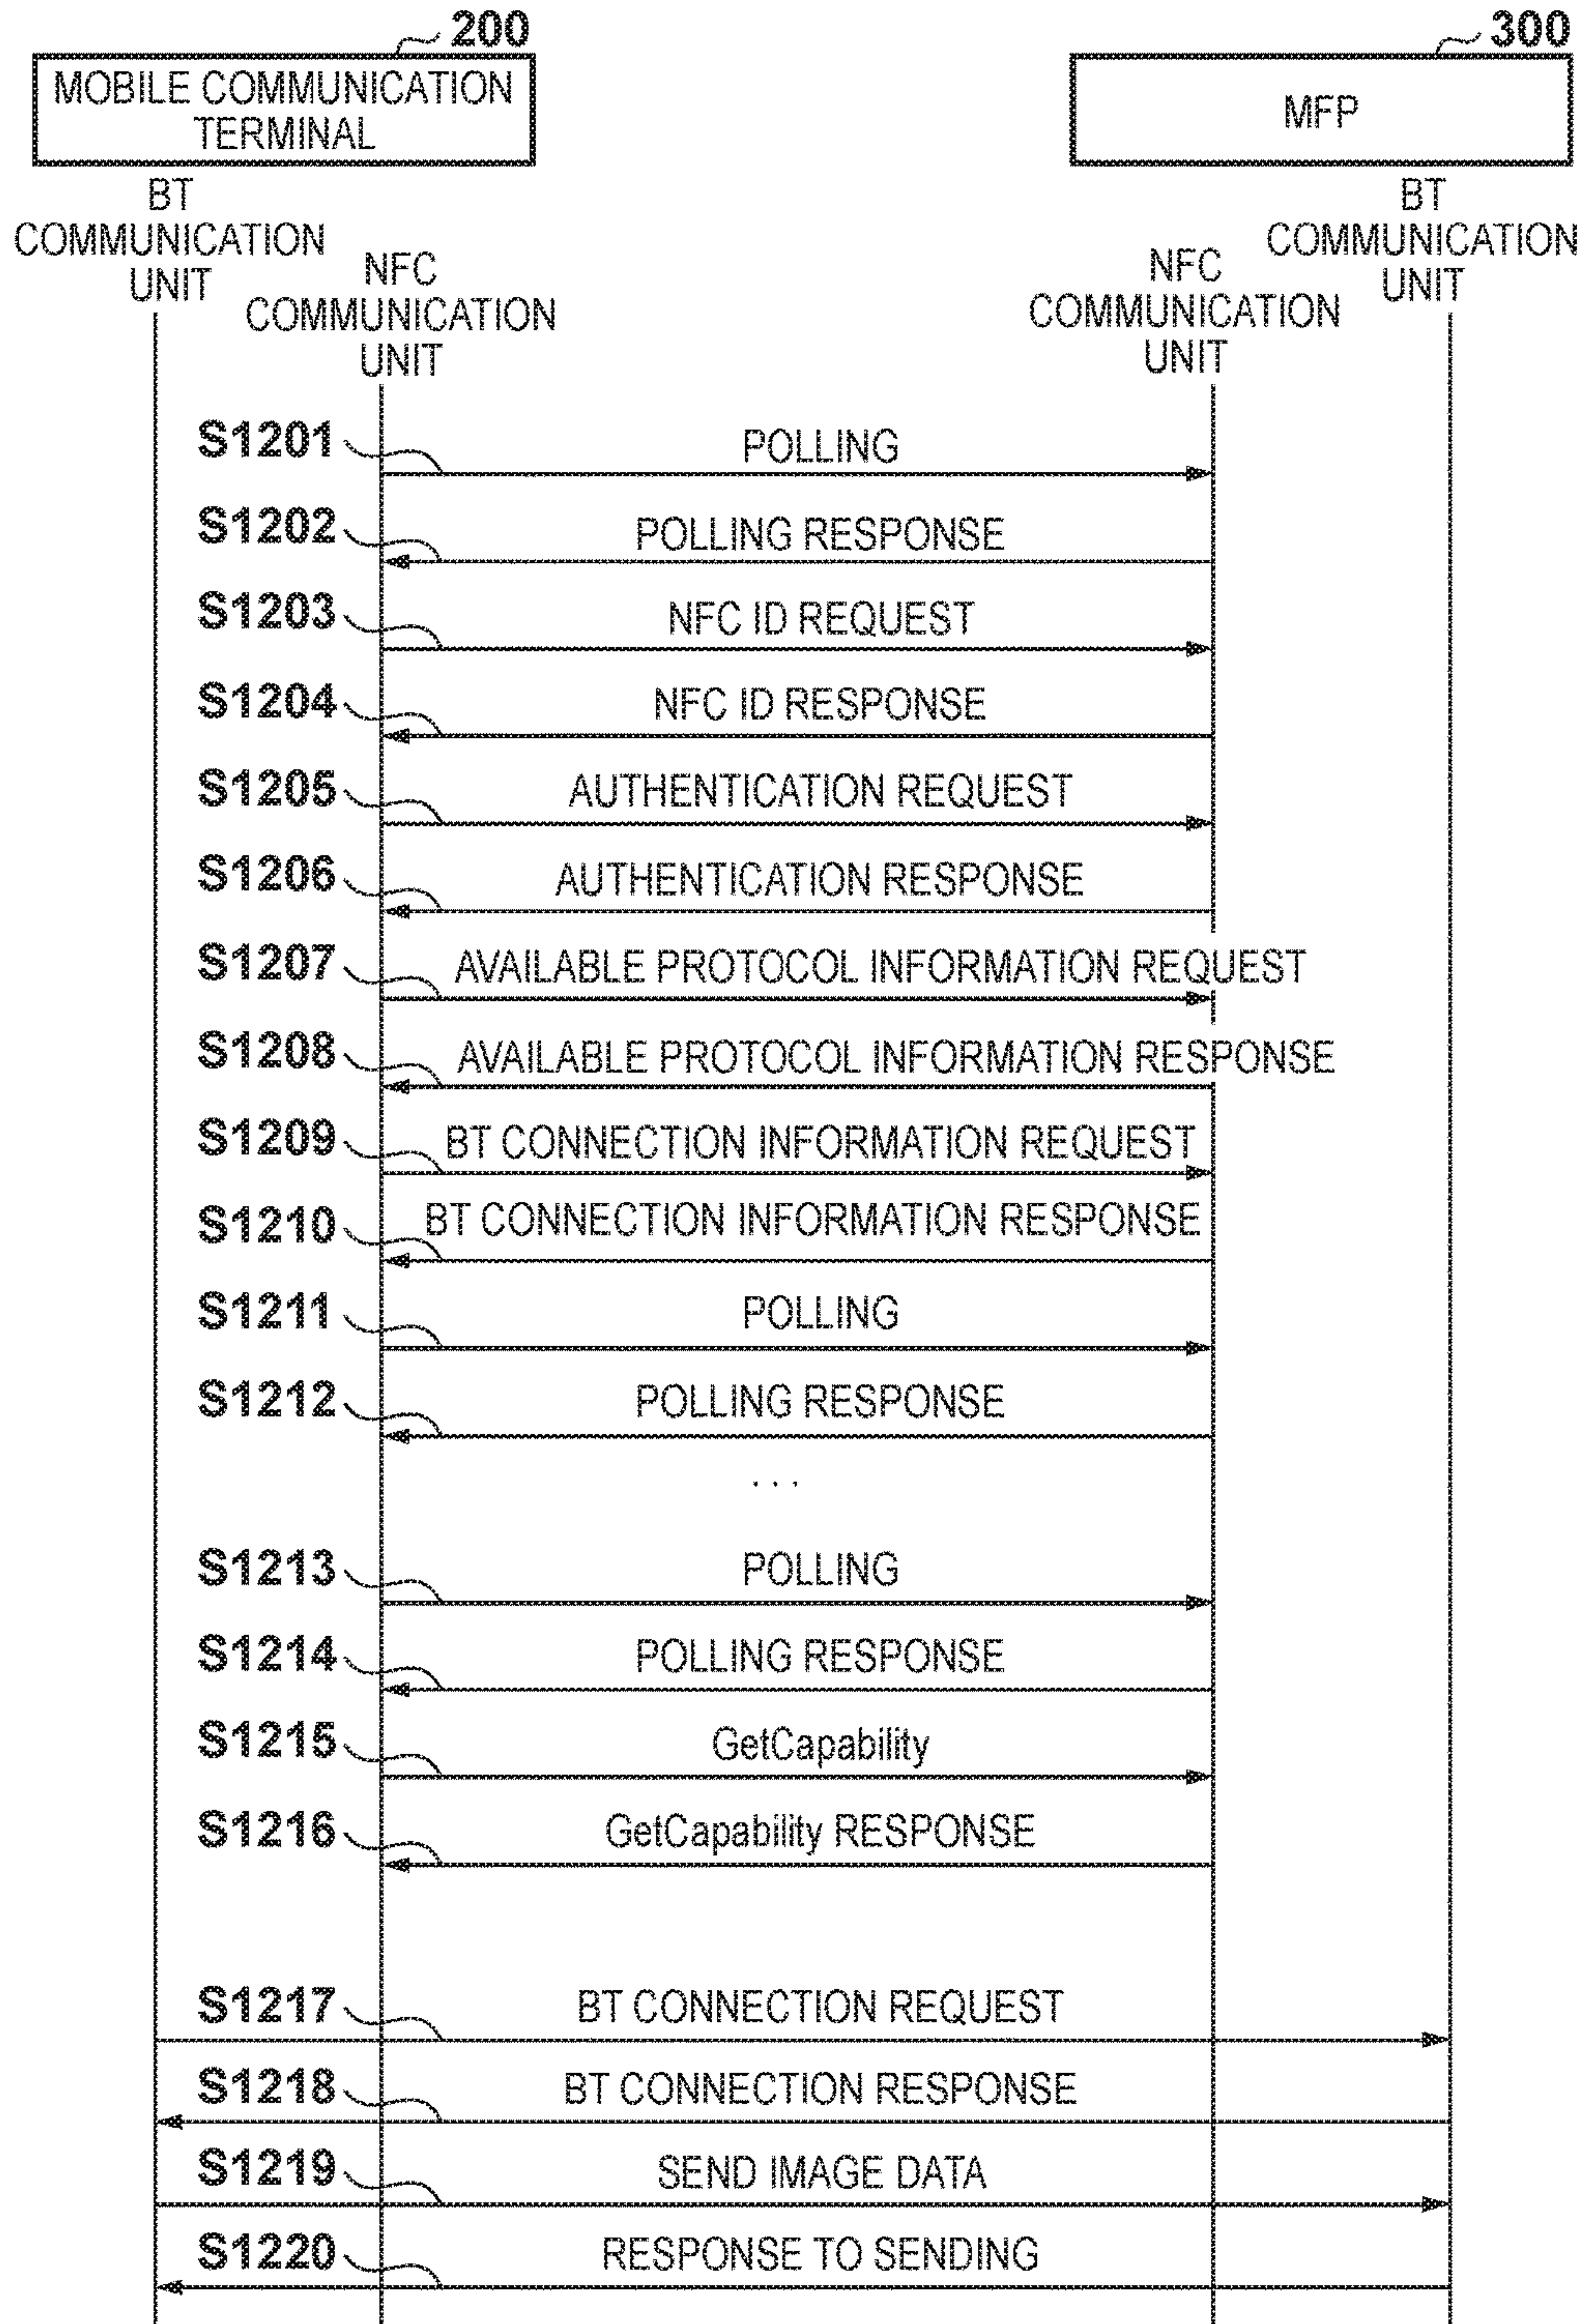 200
MOBILE COMMUNICATION
TERMINAL
300
MFP
BT
COMMUNICATION
UNIT
NFC
COMMUNICATION
UNIT
NFC
COMMUNICATION
UNIT
BT
COMMUNICATION
UNIT
S1201 POLLING
S1202 POLLING RESPONSE
S1203 NFC ID REQUEST
S1204 NFC ID RESPONSE
S1205 AUTHENTICATION REQUEST
S1206 AUTHENTICATION RESPONSE
S1207 AVAILABLE PROTOCOL INFORMATION REQUEST
S1208 AVAILABLE PROTOCOL INFORMATION RESPONSE
S1209 BT CONNECTION INFORMATION REQUEST
S1210 BT CONNECTION INFORMATION RESPONSE
S1211 POLLING
S1212 POLLING RESPONSE
. . .
S1213 POLLING
S1214 POLLING RESPONSE
S1215 GetCapability
S1216 GetCapability RESPONSE
S1217 BT CONNECTION REQUEST
S1218 BT CONNECTION RESPONSE
S1219 SEND IMAGE DATA
S1220 RESPONSE TO SENDING